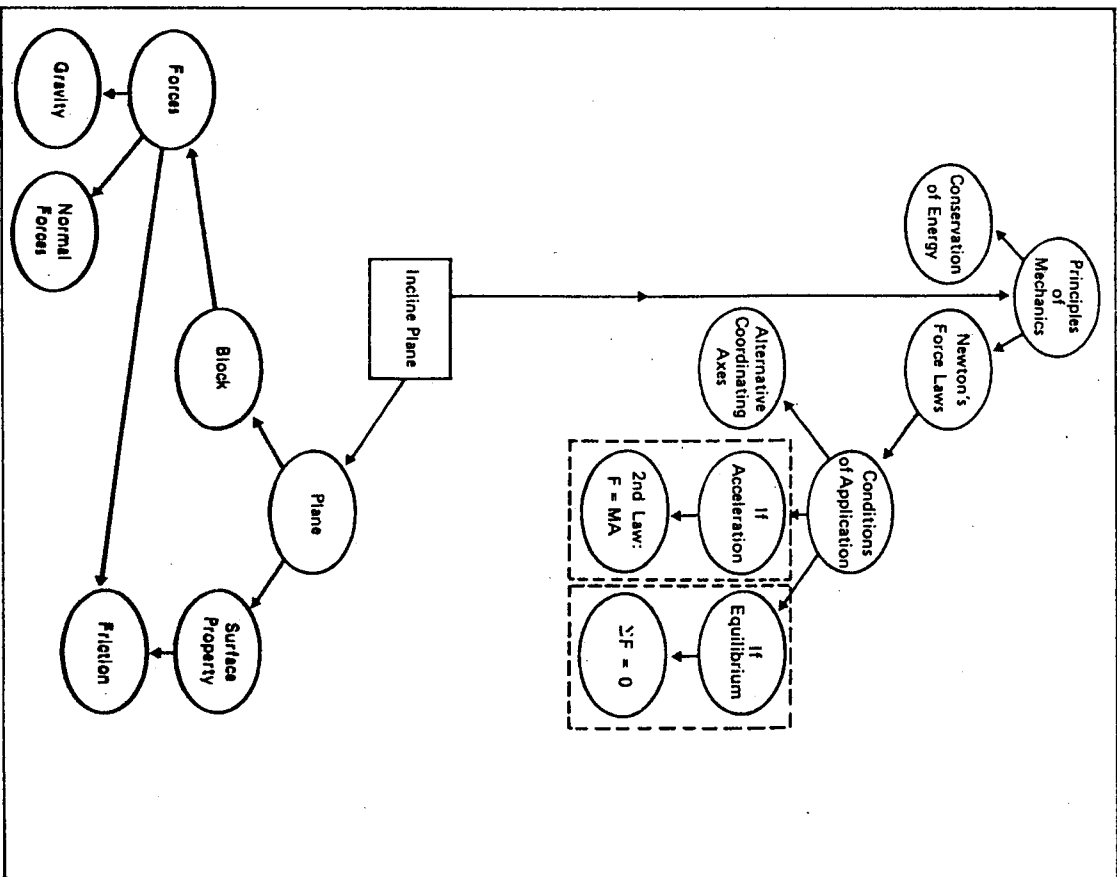 Principles
of
Mechanics
Conservation
of Energy
Newton's
Force Laws
Conditions
of Application
Alternative
Coordinating
Axes
If
Acceleration
If
Equilibrium
2nd Law:
F = MA
ΣF = 0
Incline Plane
Plane
Block
Surface
Property
Forces
Gravity
Normal
Forces
Friction